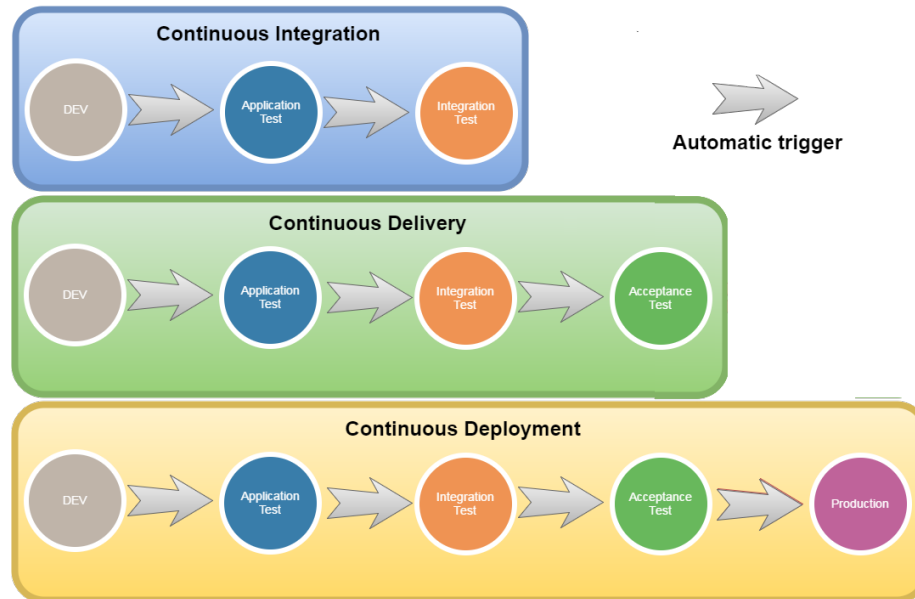 Continuous Integration
DEV
Application
Test
Integration
Test
Automatic trigger
Continuous Delivery
DEV
Application
Test
Integration
Test
Acceptance
Test
Continuous Deployment
DEV
Application
Test
Integration
Test
Acceptance
Test
Production